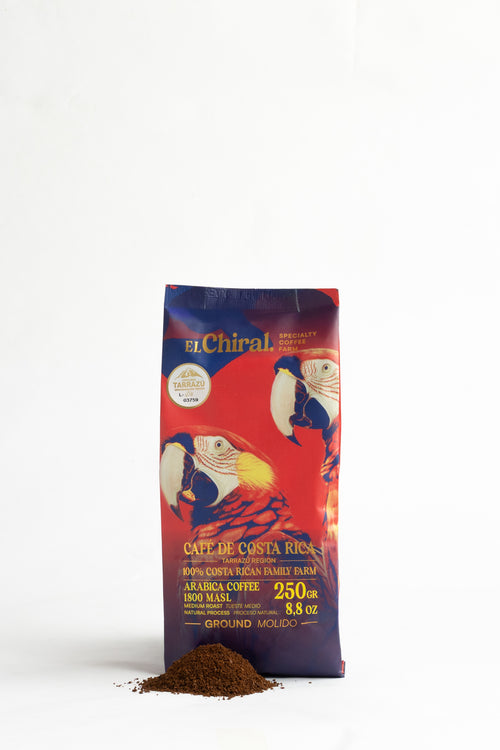 EL Chiral.
SPECIALTY
COFFEE
FARM
TARRAZÚ
03759
CAFÉ DE COSTA RICA
TARRAZÚ REGION
100% COSTA RICAN FAMILY FARM
ARABICA COFFEE
1800 MASL
MEDIUM ROAST TUESTE MEDIO
NATURAL PROCESS PROCESO NATURAL
250GR
8,8 OZ
GROUND MOLIDO